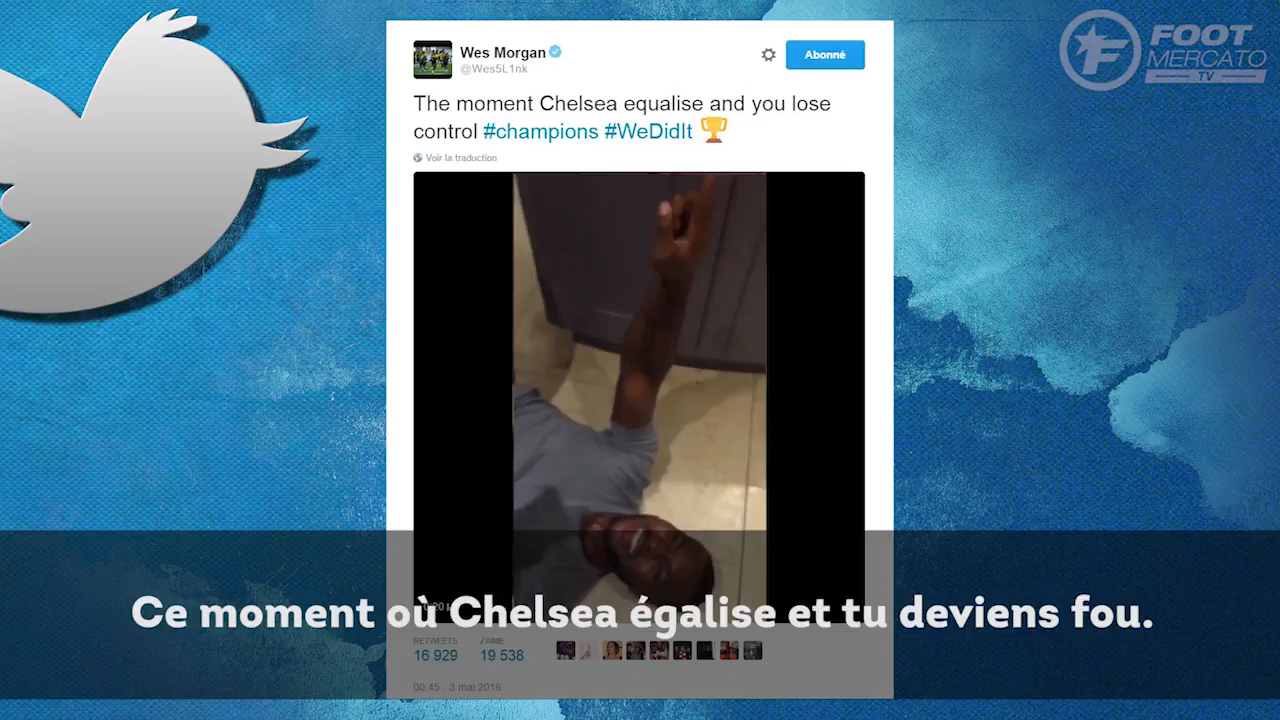 FOOT
MERCATO
TV
Wes Morgan
@Wes5L1nk
Abonné
The moment Chelsea equalise and you lose
control #champions #WeDidIt
Voir la traduction
Ce moment où Chelsea égalise et tu deviens fou.
RETWEETS J'AIME
16 929 19 538
00:45 - 3 mai 2016